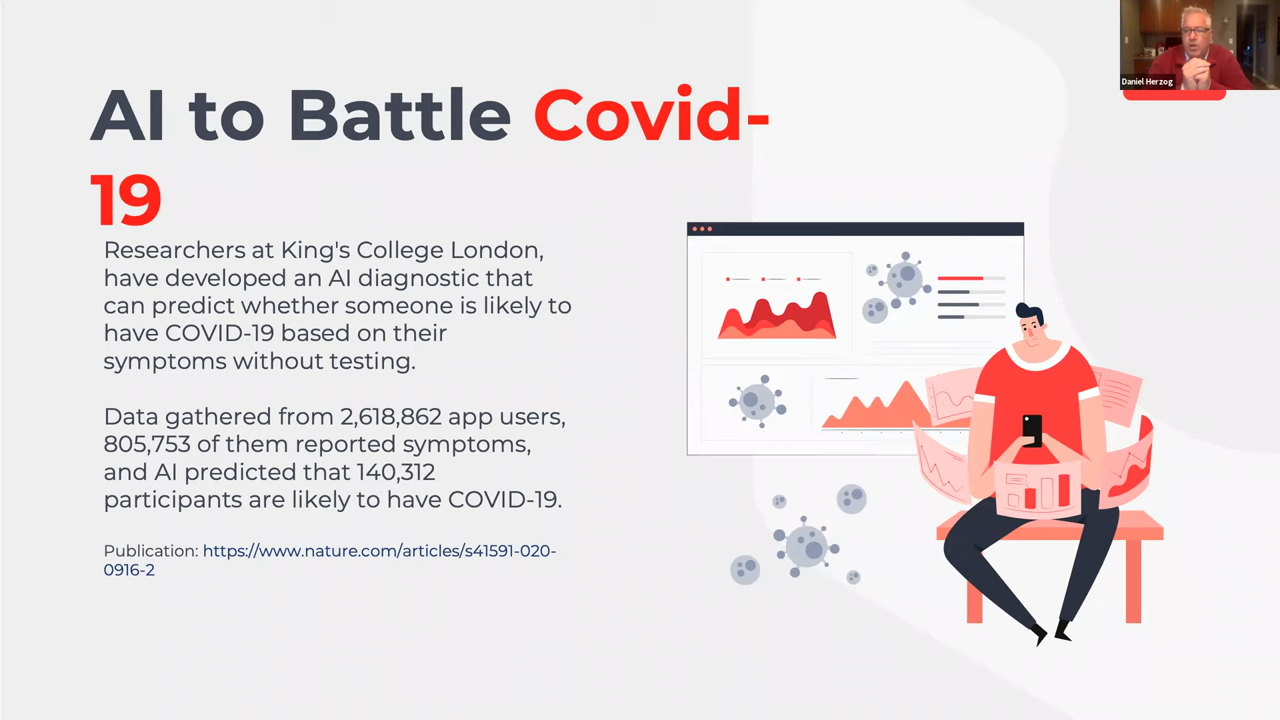 Daniel Herzog
AI to Battle Covid-
19
Researchers at King's College London,
have developed an AI diagnostic that
can predict whether someone is likely to
have COVID-19 based on their
symptoms without testing.
Data gathered from 2,618,862 app users,
805,753 of them reported symptoms,
and AI predicted that 140,312
participants are likely to have COVID-19.
Publication: https://www.nature.com/articles/s41591-020-
0916-2